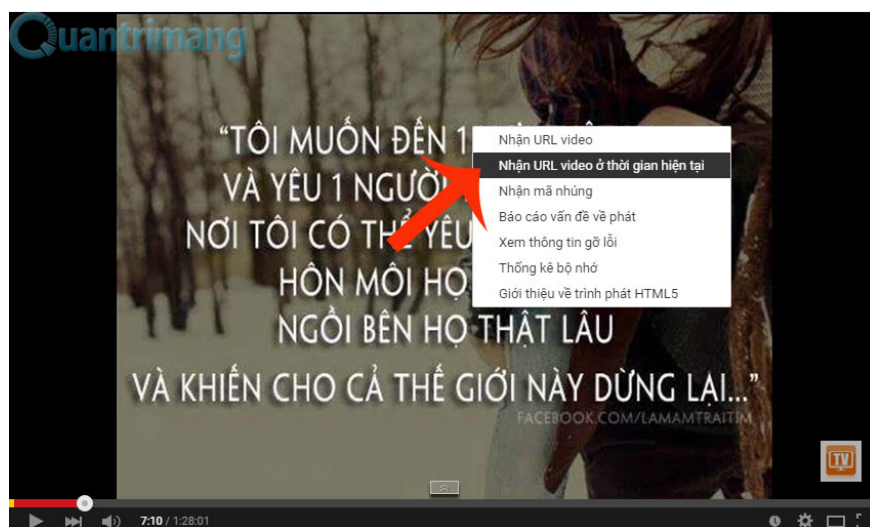 Quantrimang
“TÔI MUỐN ĐẾN 1
VÀ YÊU 1 NGƯỜI
NƠI TÔI CÓ THỂ YÊU
HÔN MÔI HỌ
NGỒI BÊN HỌ THẬT LÂU
VÀ KHIẾN CHO CẢ THẾ GIỚI NÀY DỪNG LẠI...”
FACEBOOK.COM/LAMAMTRAITIM
Nhận URL video
Nhận URL video ở thời gian hiện tại
Nhận mã nhúng
Báo cáo vấn đề về phát
Xem thông tin gỡ lỗi
Thống kê bộ nhớ
Giới thiệu về trình phát HTML5
TV
7:10 / 1:28:01